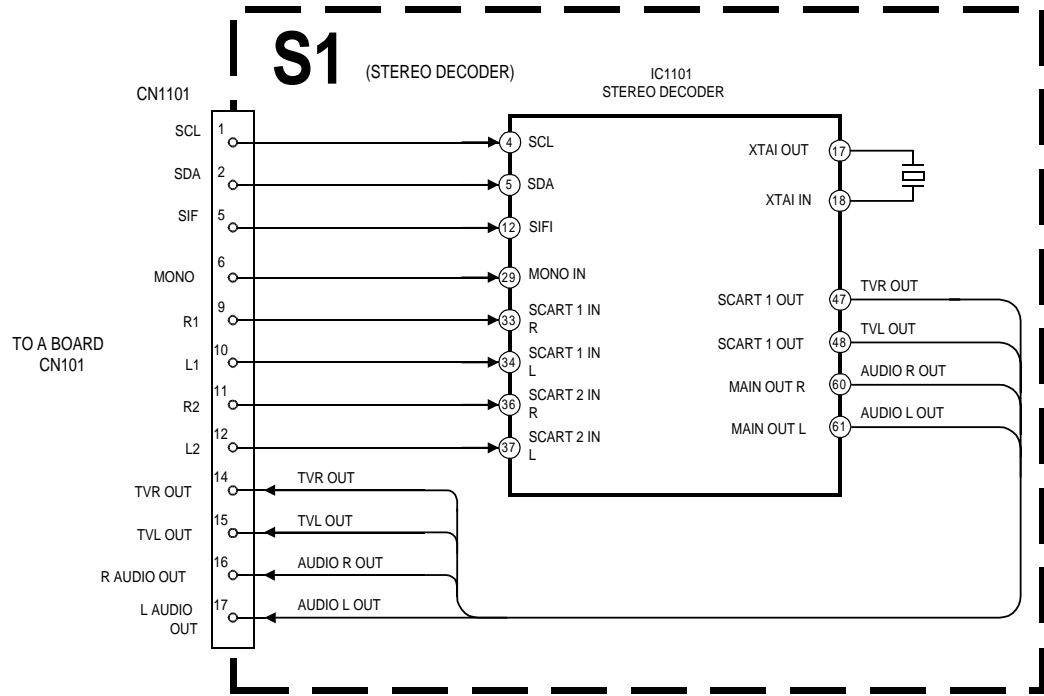 S1 (STEREO DECODER)
IC1101
STEREO DECODER
CN1101
SCL 1
4 SCL
SDA 2
5 SDA
SIF 5
12 SIFI
MONO 6
29 MONO IN
R1 9
33 SCART 1 IN
R
L1 10
34 SCART 1 IN
L
R2 11
36 SCART 2 IN
R
L2 12
37 SCART 2 IN
L
TO A BOARD
CN101
TVR OUT 14
TVR OUT
TVL OUT 15
TVL OUT
R AUDIO OUT 16
AUDIO R OUT
L AUDIO
OUT
17
AUDIO L OUT
XTAI OUT 17
XTAI IN 18
SCART 1 OUT 47 TVR OUT
SCART 1 OUT 48 TVL OUT
MAIN OUT R 60 AUDIO R OUT
MAIN OUT L 61 AUDIO L OUT